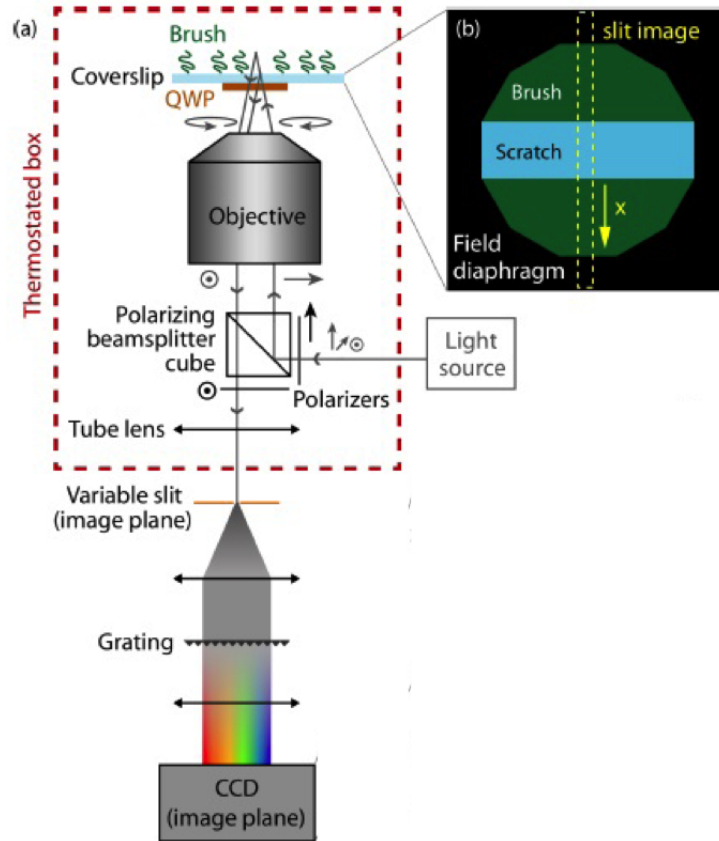 (a)
Brush
Coverslip
QWP
Thermostated box
Objective
Polarizing
beamsplitter
cube
Polarizers
Light
source
Tube lens
Variable slit
(image plane)
Grating
CCD
(image plane)
(b)
slit image
Brush
Scratch
x
Field
diaphragm